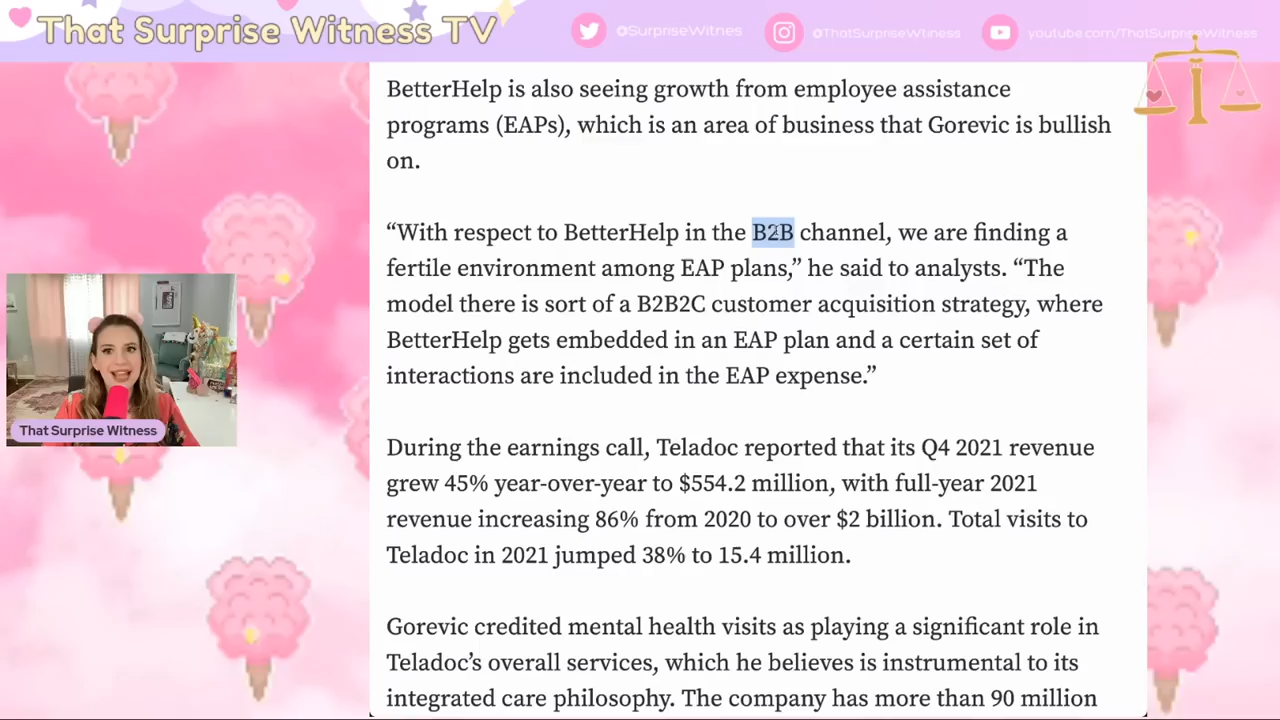 That Surprise Witness TV
@SurpriseWitnes
@ThatSurpriseWtiness
youtube.com/ThatSurpriseWitness
BetterHelp is also seeing growth from employee assistance
programs (EAPs), which is an area of business that Gorevic is bullish
on.
“With respect to BetterHelp in the B2B channel, we are finding a
fertile environment among EAP plans,” he said to analysts. “The
model there is sort of a B2B2C customer acquisition strategy, where
BetterHelp gets embedded in an EAP plan and a certain set of
interactions are included in the EAP expense.”
During the earnings call, Teladoc reported that its Q4 2021 revenue
grew 45% year-over-year to $554.2 million, with full-year 2021
revenue increasing 86% from 2020 to over $2 billion. Total visits to
Teladoc in 2021 jumped 38% to 15.4 million.
Gorevic credited mental health visits as playing a significant role in
Teladoc’s overall services, which he believes is instrumental to its
integrated care philosophy. The company has more than 90 million
That Surprise Witness